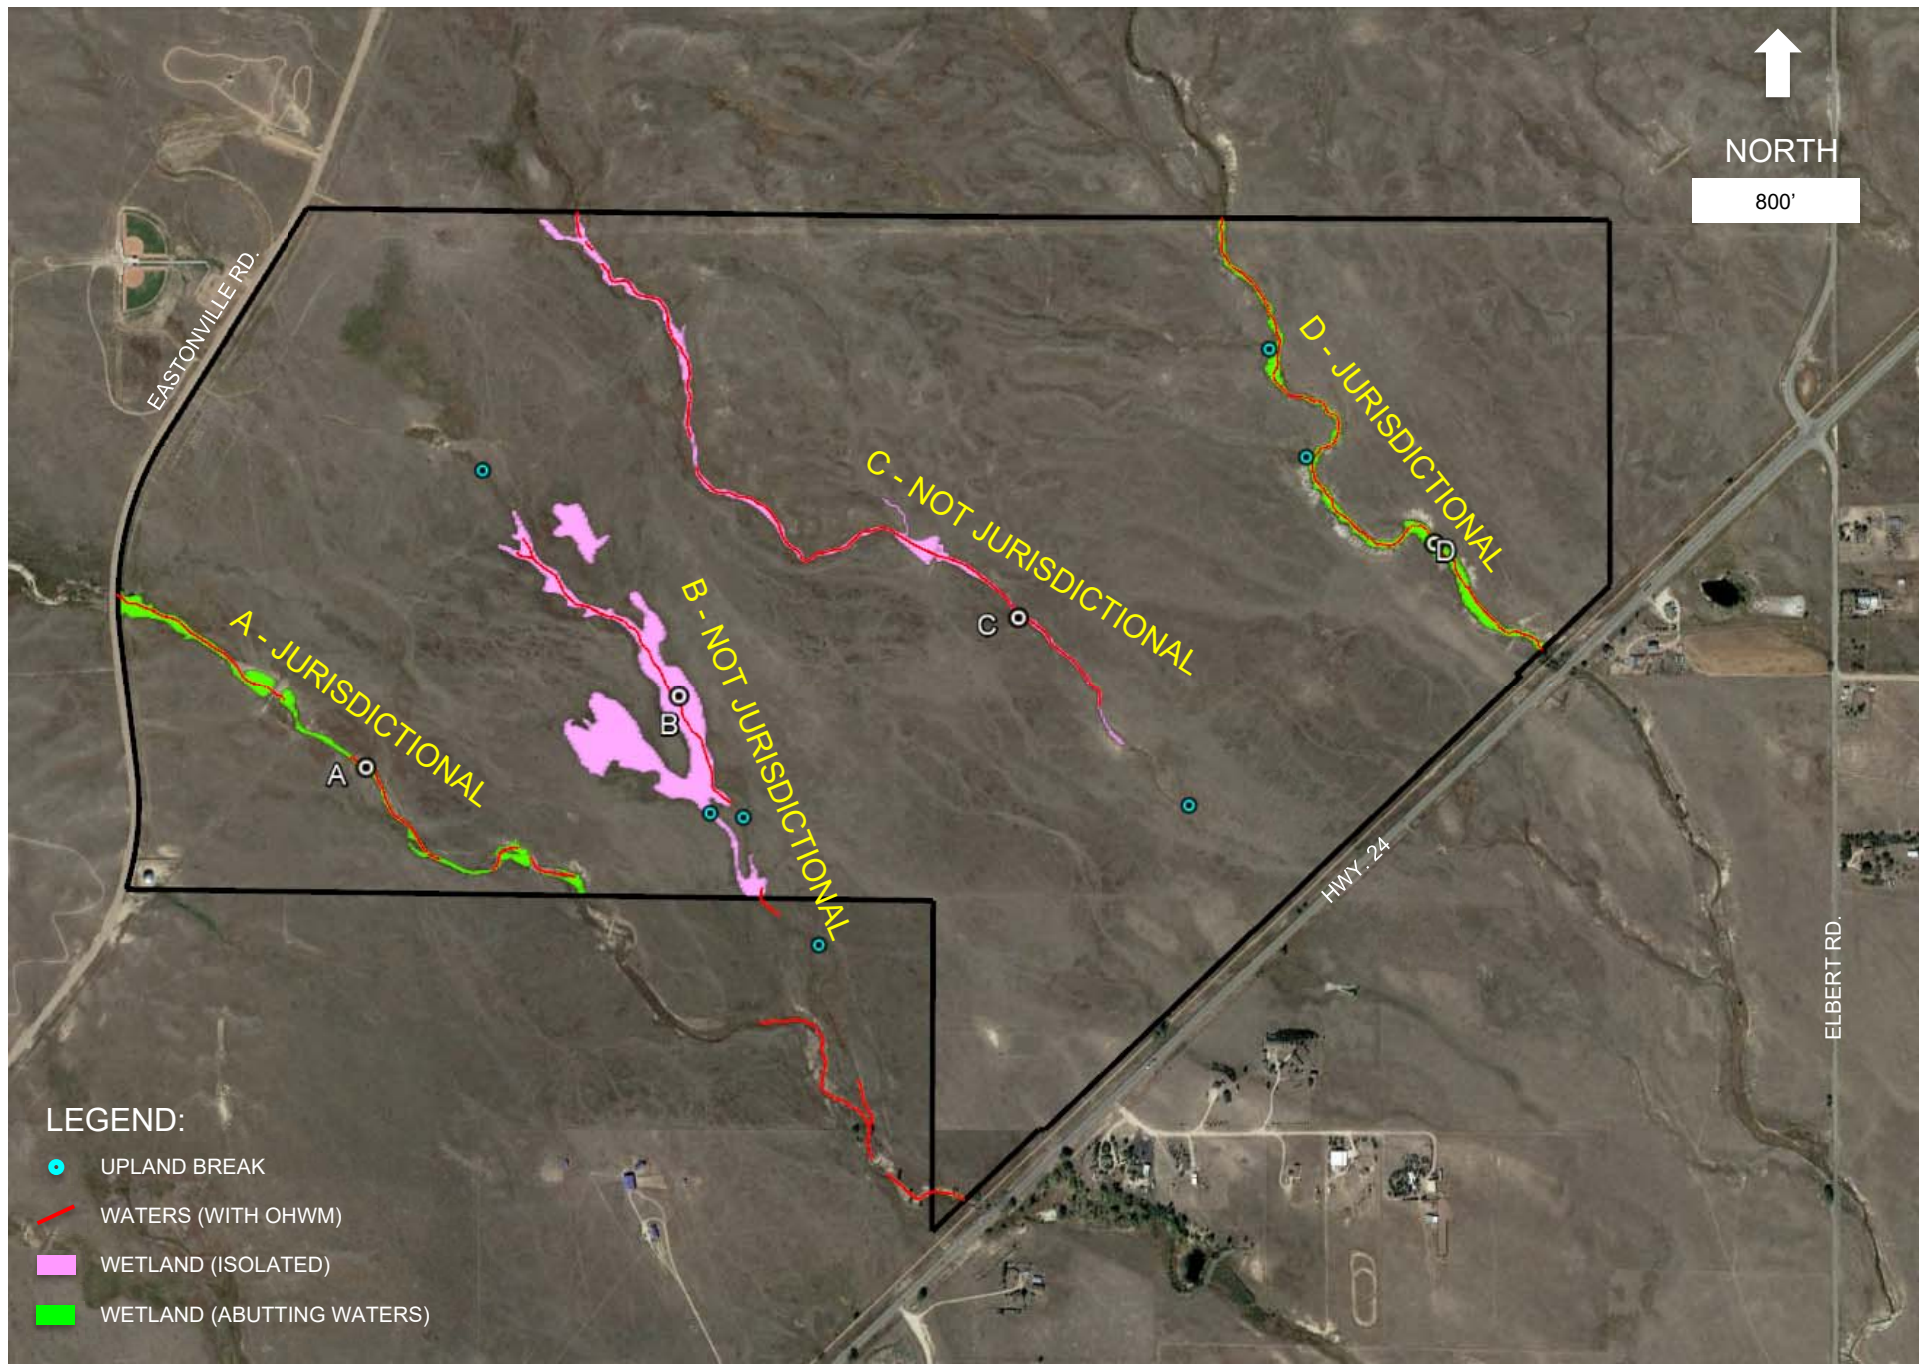 NORTH
800’
EASTONVILLE RD.
D - JURISDICTIONAL
C - NOT JURISDICTIONAL
D
B - NOT JURISDICTIONAL
A - JURISDICTIONAL
C
B
A
HWY. 24
ELBERT RD.
LEGEND:
UPLAND BREAK
WATERS (WITH OHWM)
WETLAND (ISOLATED)
WETLAND (ABUTTING WATERS)